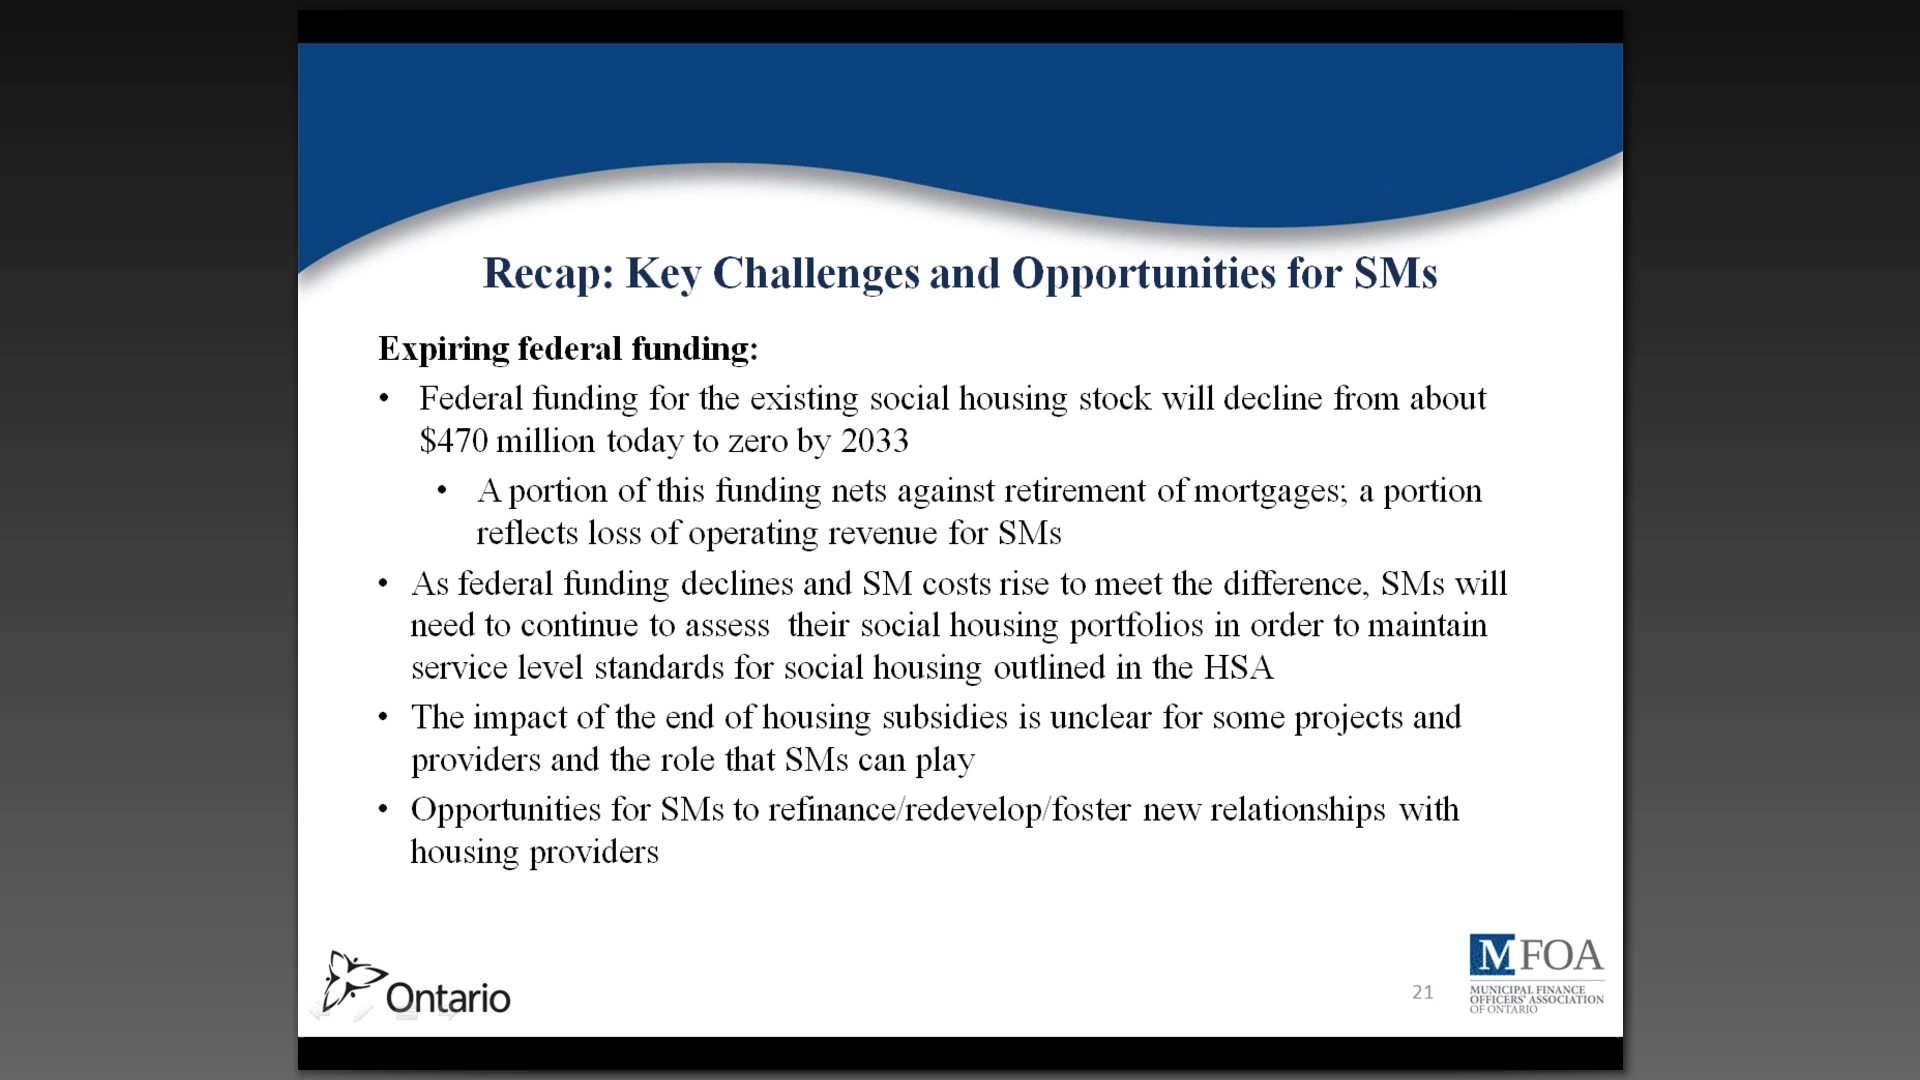 Recap: Key Challenges and Opportunities for SMs
Expiring federal funding:
• Federal funding for the existing social housing stock will decline from about
$470 million today to zero by 2033
• A portion of this funding nets against retirement of mortgages; a portion
reflects loss of operating revenue for SMs
• As federal funding declines and SM costs rise to meet the difference, SMs will
need to continue to assess  their social housing portfolios in order to maintain
service level standards for social housing outlined in the HSA
• The impact of the end of housing subsidies is unclear for some projects and
providers and the role that SMs can play
• Opportunities for SMs to refinance/redevelop/foster new relationships with
housing providers
Ontario
21
MFOA
MUNICIPAL FINANCE
OFFICERS' ASSOCIATION
OF ONTARIO